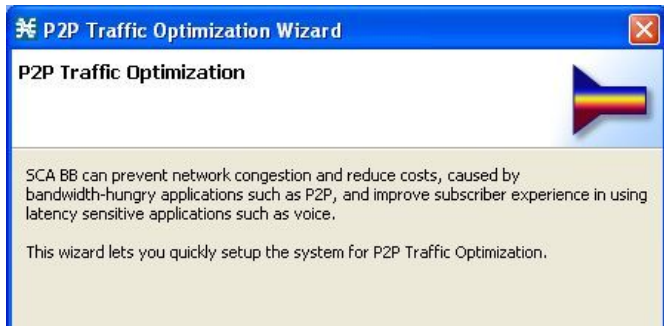 P2P Traffic Optimization Wizard
P2P Traffic Optimization
SCA BB can prevent network congestion and reduce costs, caused by
bandwidth-hungry applications such as P2P, and improve subscriber experience in using
latency sensitive applications such as voice.
This wizard lets you quickly setup the system for P2P Traffic Optimization.